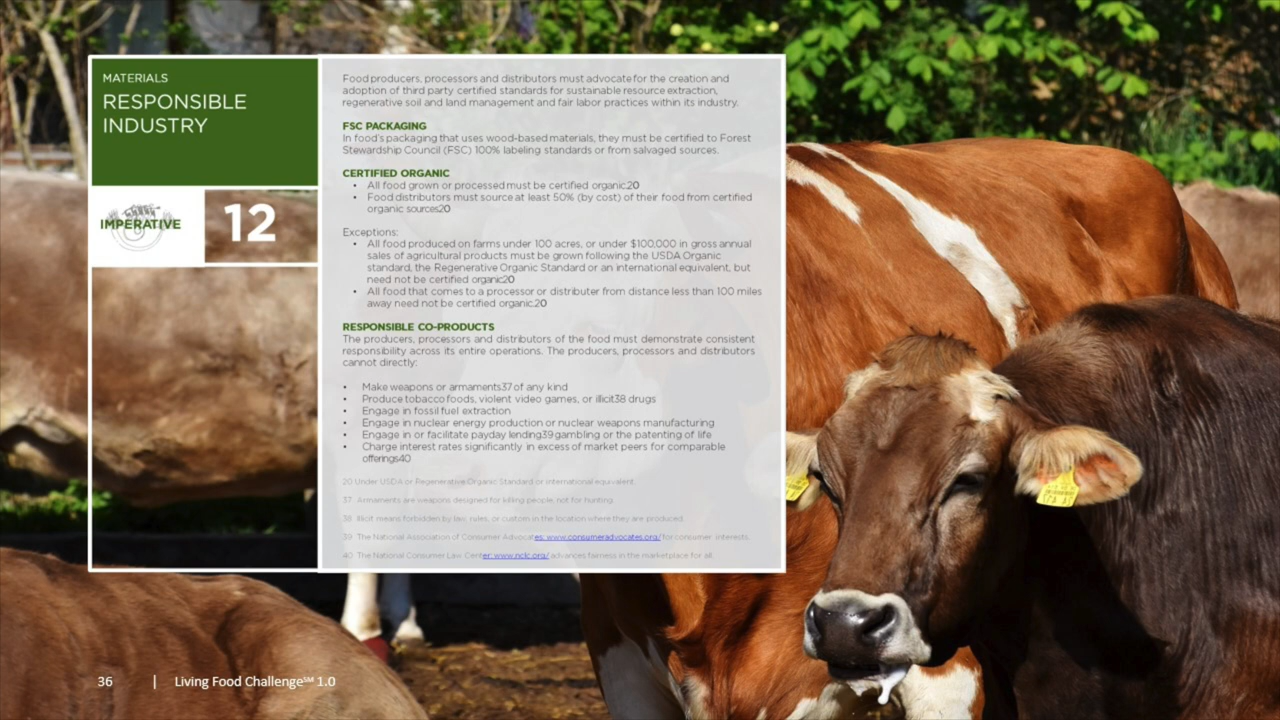 MATERIALS
RESPONSIBLE
INDUSTRY
IMPERATIVE
12
Food producers, processors and distributors must advocate for the creation and
adoption of third party certified standards for sustainable resource extraction,
regenerative soil and land management and fair labor practices within its industry.
FSC PACKAGING
In food's packaging that uses wood-based materials, they must be certified to Forest
Stewardship Council (FSC) 100% labeling standards or from salvaged sources.
CERTIFIED ORGANIC
• All food grown or processed must be certified organic20
• Food distributors must source at least 50% (by cost) of their food from certified
organic sources20
Exceptions:
• All food produced on farms under 100 acres, or under $100,000 in gross annual
sales of agricultural products must be grown following the USDA Organic
standard, the Regenerative Organic Standard or an international equivalent, but
need not be certified organic20
• All food that comes to a processor or distributer from distance less than 100 miles
away need not be certified organic.20
RESPONSIBLE CO-PRODUCTS
The producers, processors and distributors of the food must demonstrate consistent
responsibility across its entire operations. The producers, processors and distributors
cannot directly:
• Make weapons or armaments37 of any kind
• Produce tobacco foods, violent video games, or illicit38 drugs
• Engage in fossil fuel extraction
• Engage in nuclear energy production or nuclear weapons manufacturing
• Engage in or facilitate payday lending39 gambling or the patenting of life
• Charge interest rates significantly in excess of market peers for comparable
offerings40
20 Under USDA or Regenerative Organic Standard or international equivalent.
37 Armaments are weapons designed for killing people, not for hunting.
38 Illicit means forbidden by law, rules, or custom in the location where they are produced.
39 The National Association of Consumer Advocates: www.consumeradvocates.org/ for consumer interests.
40 The National Consumer Law Center: www.nclc.org/ advances fairness in the marketplace for all.
36 | Living Food Challenge℠ 1.0